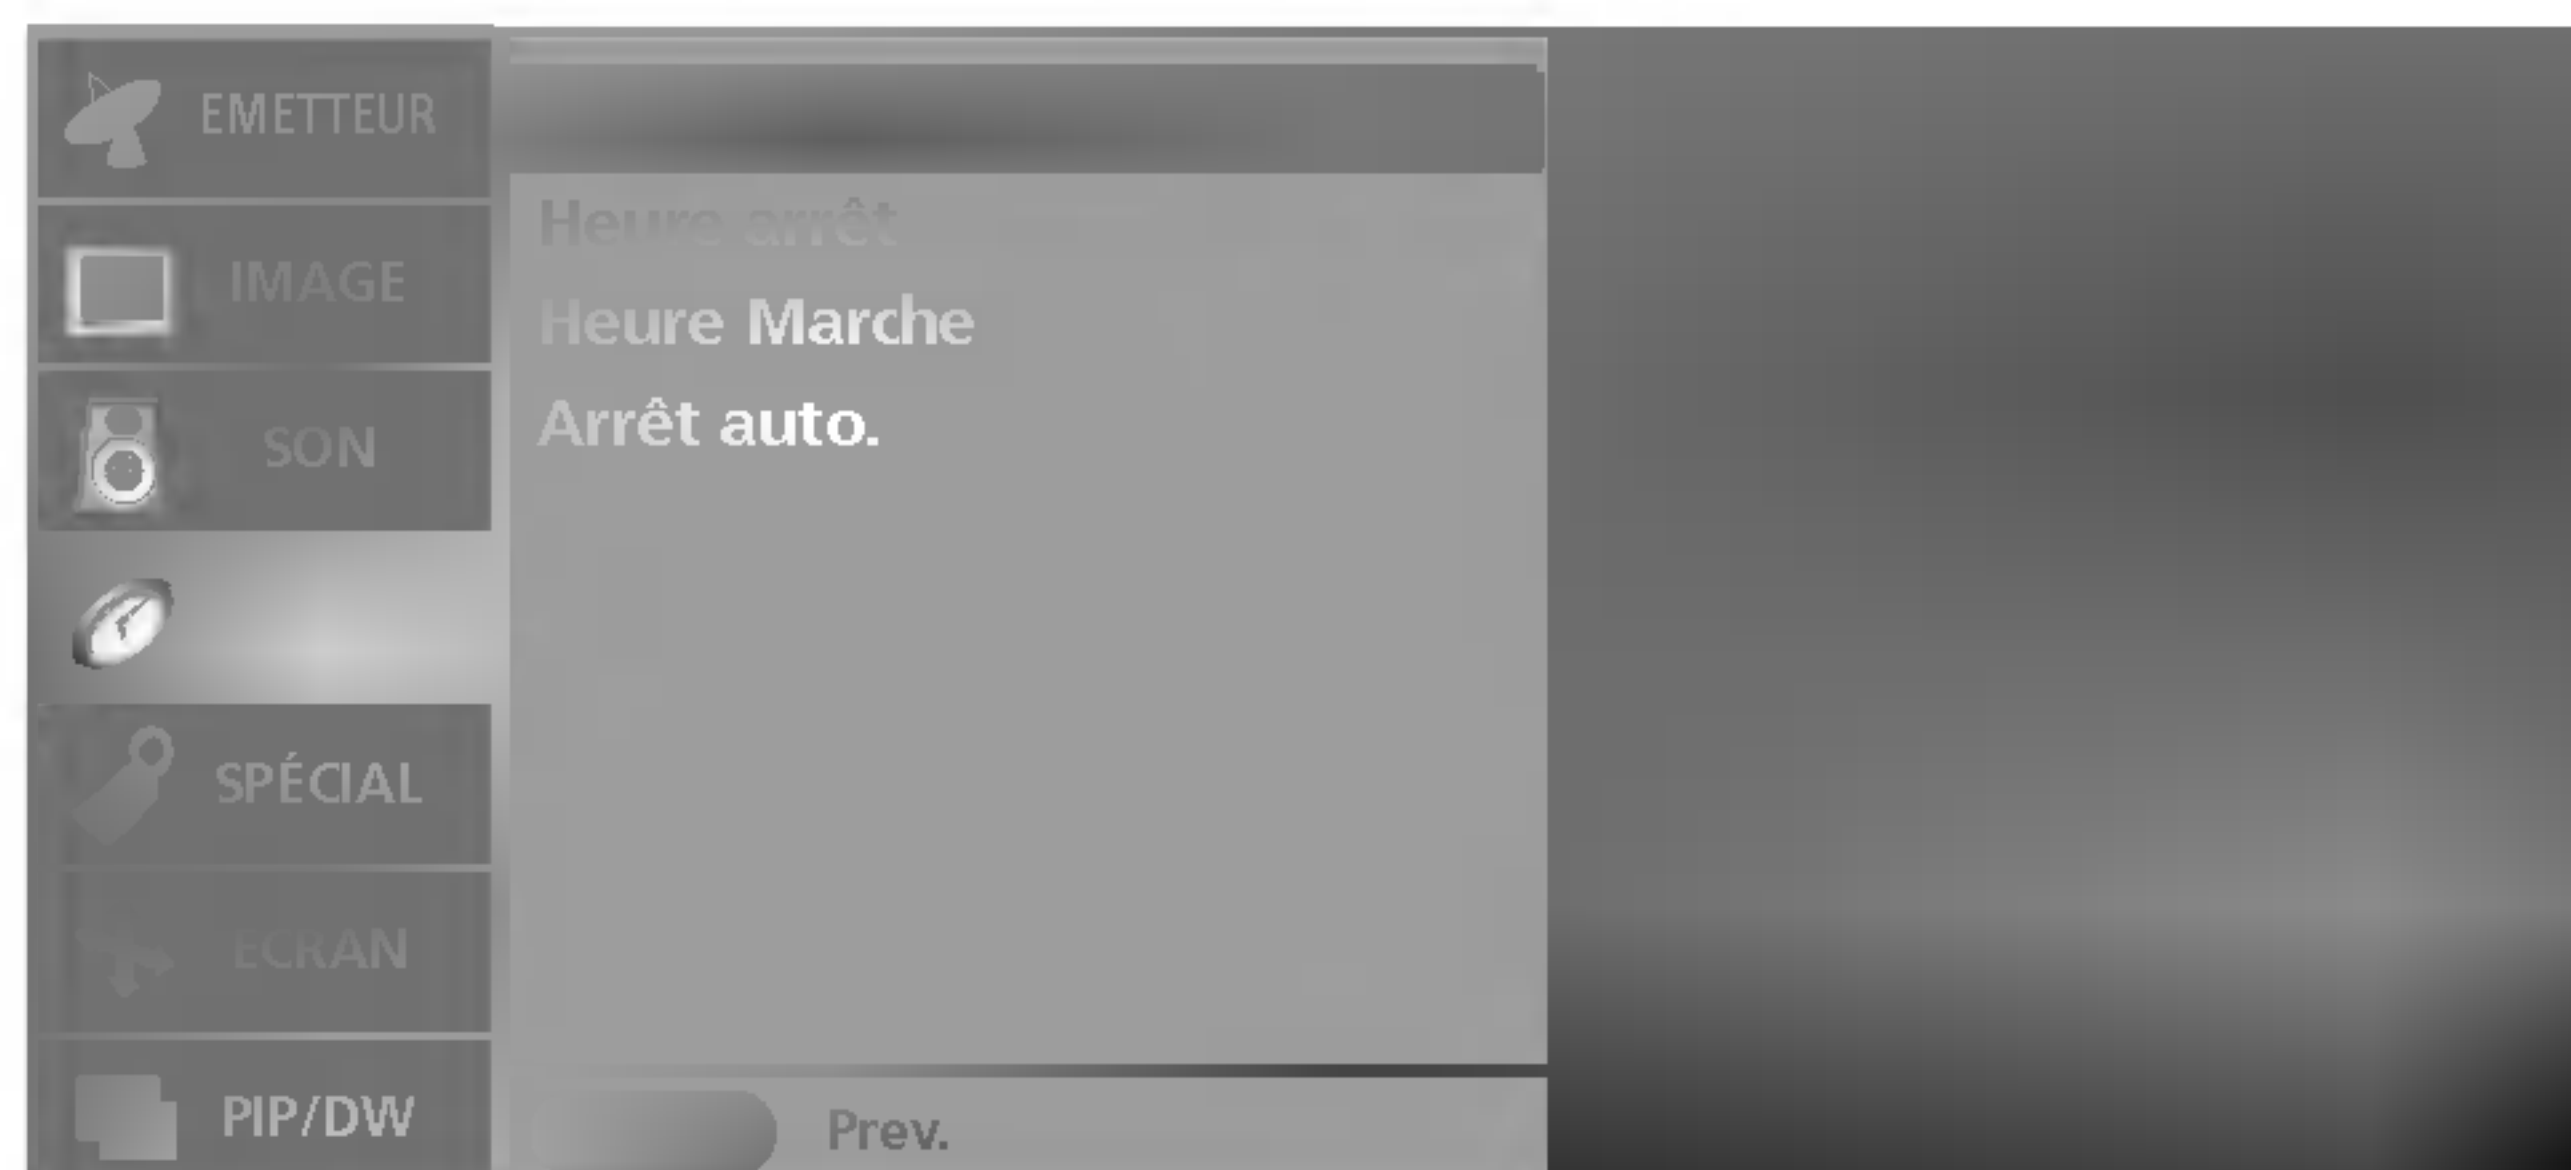 EMETTEUR
IMAGE
SON
SPÉCIAL
ECRAN
PIP/DW
Heure arrêt
Heure Marche
Arrêt auto.
Prev.